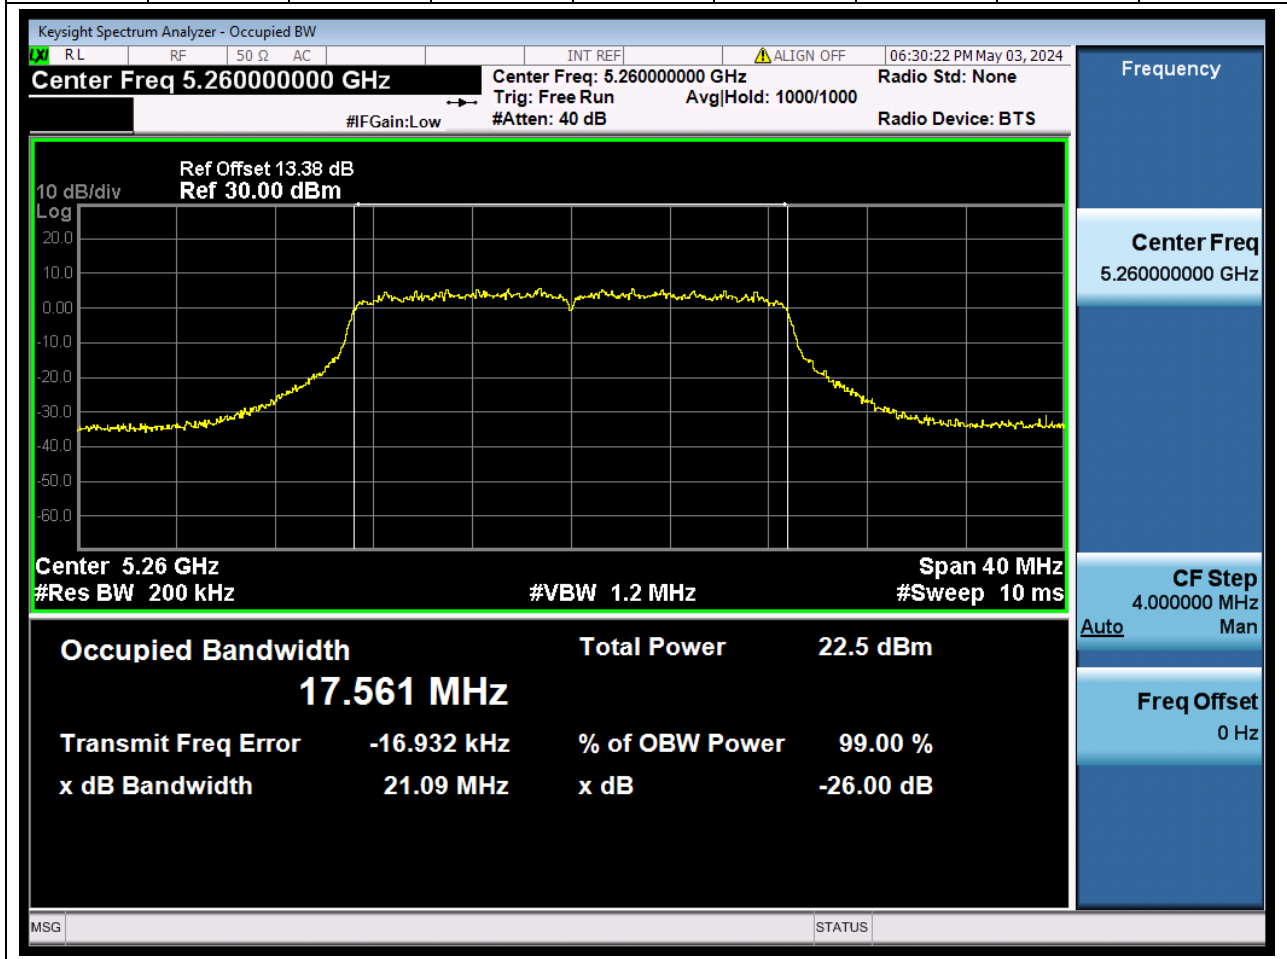 Keysight Spectrum Analyzer - Occupied BW
LXI RL RF 50 Ω AC INT REF ALIGN OFF 06:30:22 PM May 03, 2024
Center Freq 5.260000000 GHz
Center Freq: 5.260000000 GHz Radio Std: None
Trig: Free Run Avg|Hold: 1000/1000
#IFGain:Low #Atten: 40 dB Radio Device: BTS
Frequency
Ref Offset 13.38 dB
10 dB/div Ref 30.00 dBm
Log
20.0
10.0
0.00
-10.0
-20.0
-30.0
-40.0
-50.0
-60.0
Center 5.26 GHz Span 40 MHz
#Res BW 200 kHz #VBW 1.2 MHz #Sweep 10 ms
Center Freq
5.260000000 GHz
CF Step
4.000000 MHz
Auto Man
Freq Offset
0 Hz
Occupied Bandwidth Total Power 22.5 dBm
17.561 MHz
Transmit Freq Error -16.932 kHz % of OBW Power 99.00 %
x dB Bandwidth 21.09 MHz x dB -26.00 dB
MSG STATUS